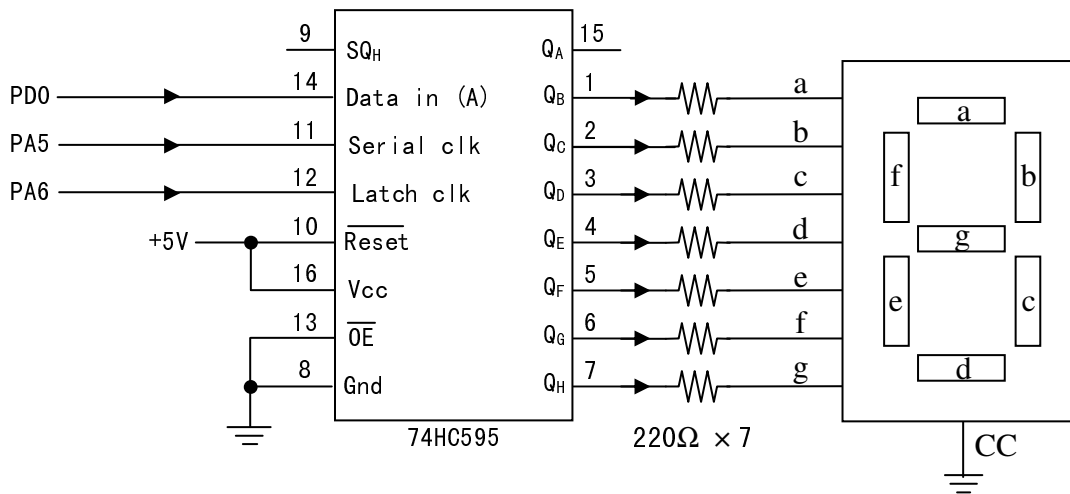 9 SQH QA 15
PD0 14 Data in (A) QB 1 a
PA5 11 Serial clk QC 2 b
PA6 12 Latch clk QD 3 c
+5V 10 Reset QE 4 d
16 Vcc QF 5 e
13 OE QG 6 f
8 Gnd QH 7 g
74HC595
220Ω × 7
a
f b
g
e c
d
CC